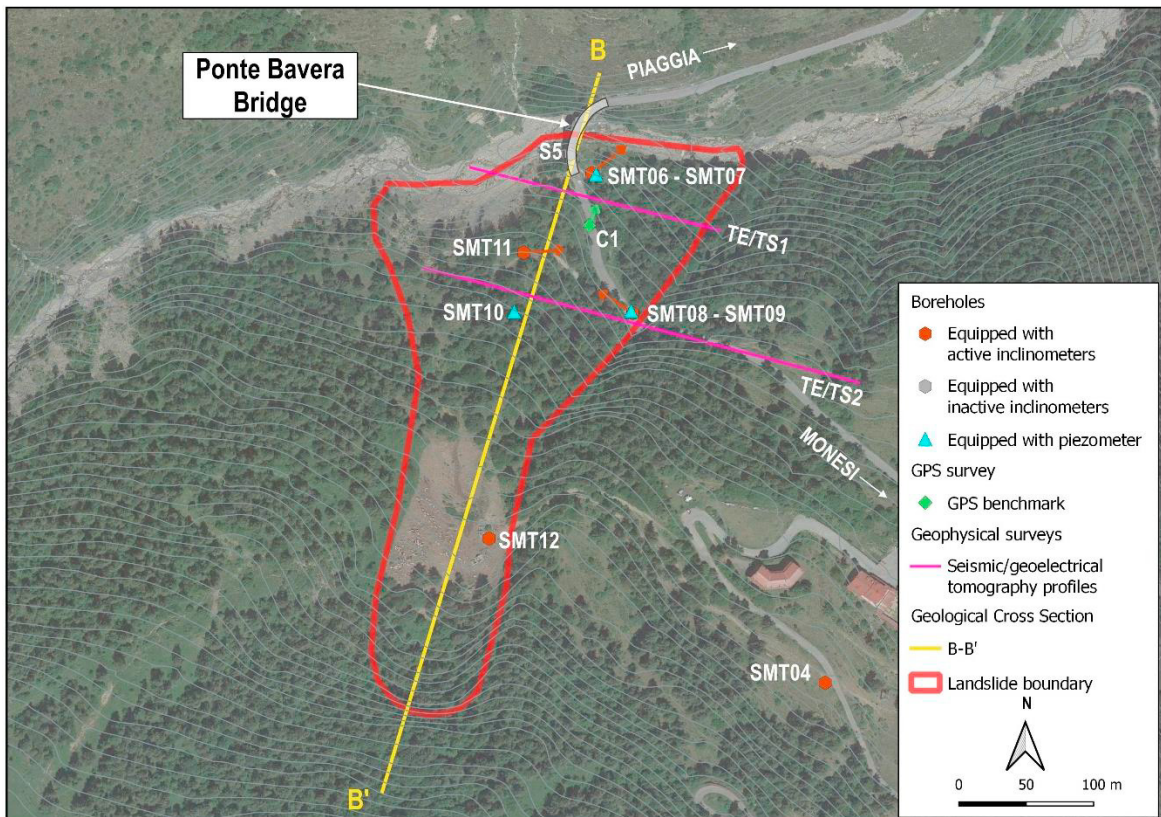 B
PIAGGIA
Ponte Bavera
Bridge
S5
SMT06 - SMT07
TE/TS1
C1
SMT11
SMT10
SMT08 - SMT09
TE/TS2
MONESI
SMT12
SMT04
B'
Boreholes
Equipped with
active inclinometers
Equipped with
inactive inclinometers
Equipped with piezometer
GPS survey
GPS benchmark
Geophysical surveys
Seismic/geoelectrical
tomography profiles
Geological Cross Section
B-B'
Landslide boundary
N
0 50 100 m